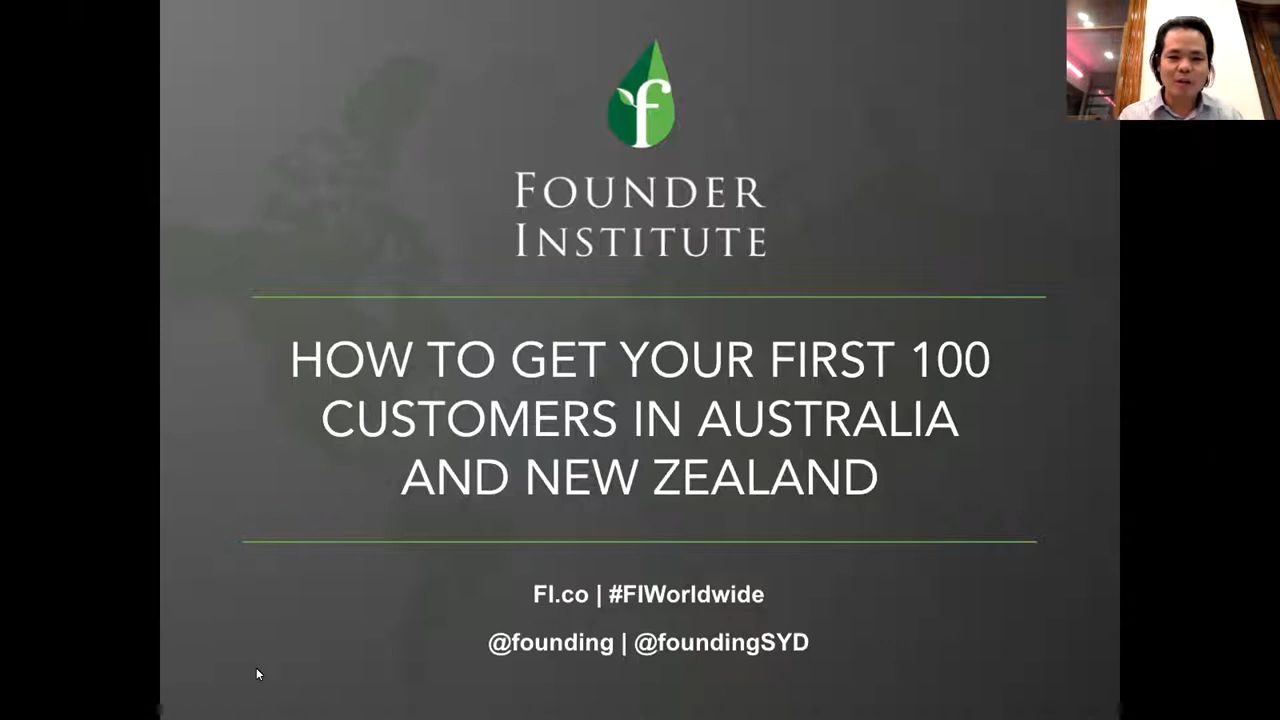 f
FOUNDER
INSTITUTE
HOW TO GET YOUR FIRST 100
CUSTOMERS IN AUSTRALIA
AND NEW ZEALAND
FI.co | #FIWorldwide
@founding | @foundingSYD